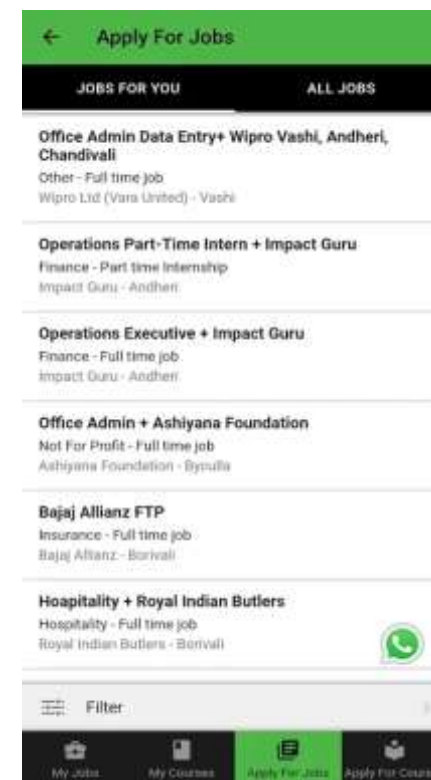 Apply For Jobs
JOBS FOR YOU
ALL JOBS
Office Admin Data Entry+ Wipro Vashi, Andheri,
Chandivali
Other - Full time job
Wipro Ltd (Vara United) - Vashi
Operations Part-Time Intern + Impact Guru
Finance - Part time Internship
Impact Guru - Andheri
Operations Executive + Impact Guru
Finance - Full time job
Impact Guru - Andheri
Office Admin + Ashiyana Foundation
Not For Profit - Full time job
Ashiyana Foundation - Byculla
Bajaj Allianz FTP
Insurance - Full time job
Bajaj Allianz - Borivali
Hoapitality + Royal Indian Butlers
Hospitality - Full time job
Royal Indian Butlers - Borivali
Filter
My Jobs
My Courses
Apply For Jobs
Apply For Cours